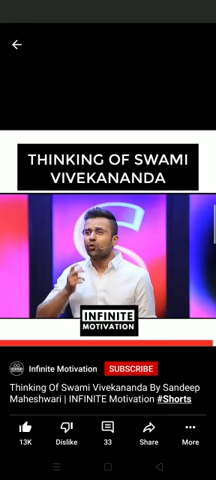 THINKING OF SWAMI
VIVEKANANDA
INFINITE
MOTIVATION
Infinite Motivation
SUBSCRIBE
Thinking Of Swami Vivekananda By Sandeep
Maheshwari | INFINITE Motivation #Shorts
13K
Dislike
33
Share
More